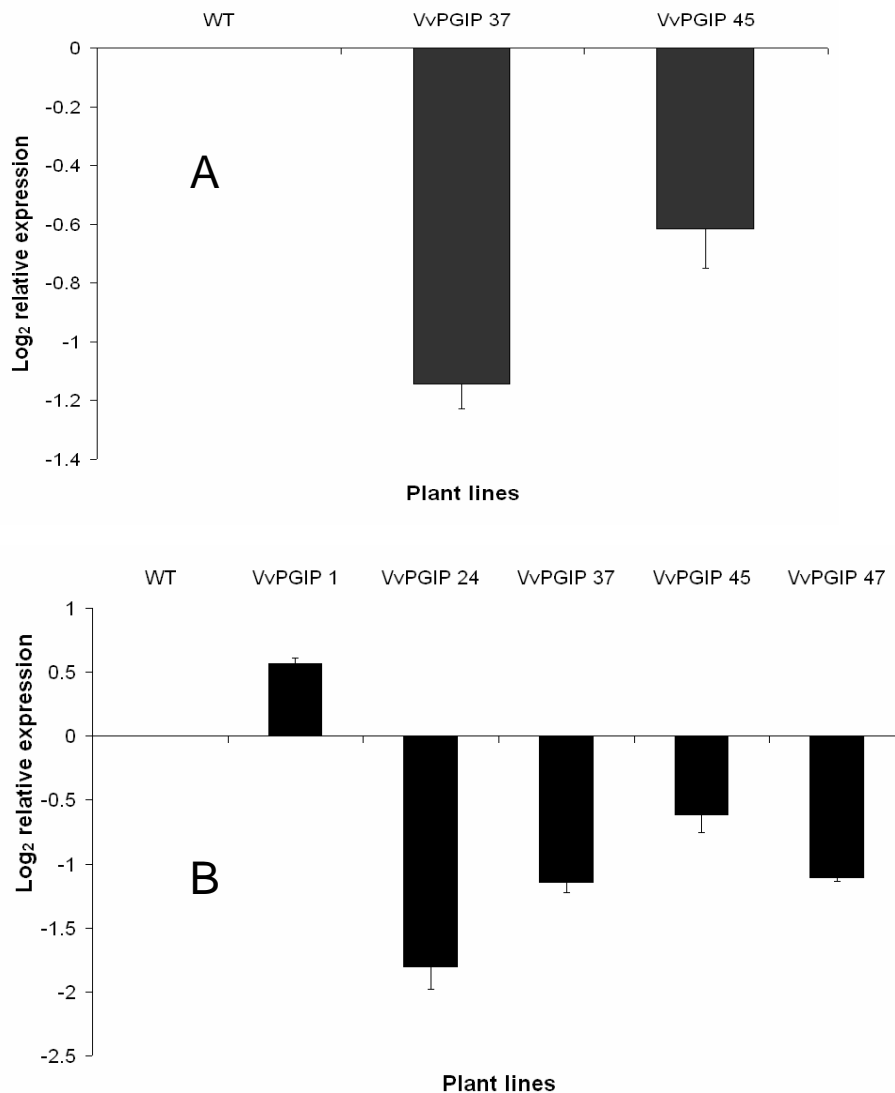 WT VvPGIP 37 VvPGIP 45
0
-0.2
-0.4
-0.6
-0.8
-1
-1.2
-1.4
Log2 relative expression
A
Plant lines
WT VvPGIP 1 VvPGIP 24 VvPGIP 37 VvPGIP 45 VvPGIP 47
1
0.5
0
-0.5
-1
-1.5
-2
-2.5
Log2 relative expression
B
Plant lines